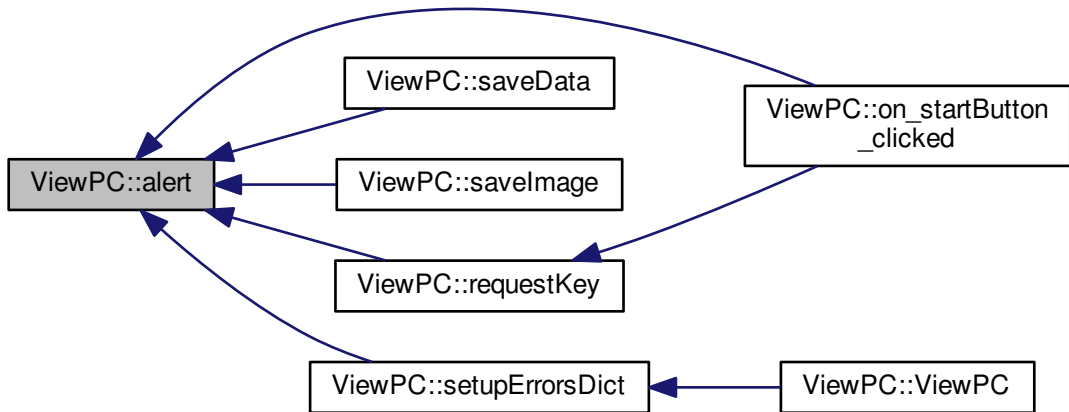 ViewPC::saveData
ViewPC::on_startButton
_clicked
ViewPC::alert
ViewPC::saveImage
ViewPC::requestKey
ViewPC::setupErrorsDict
ViewPC::ViewPC